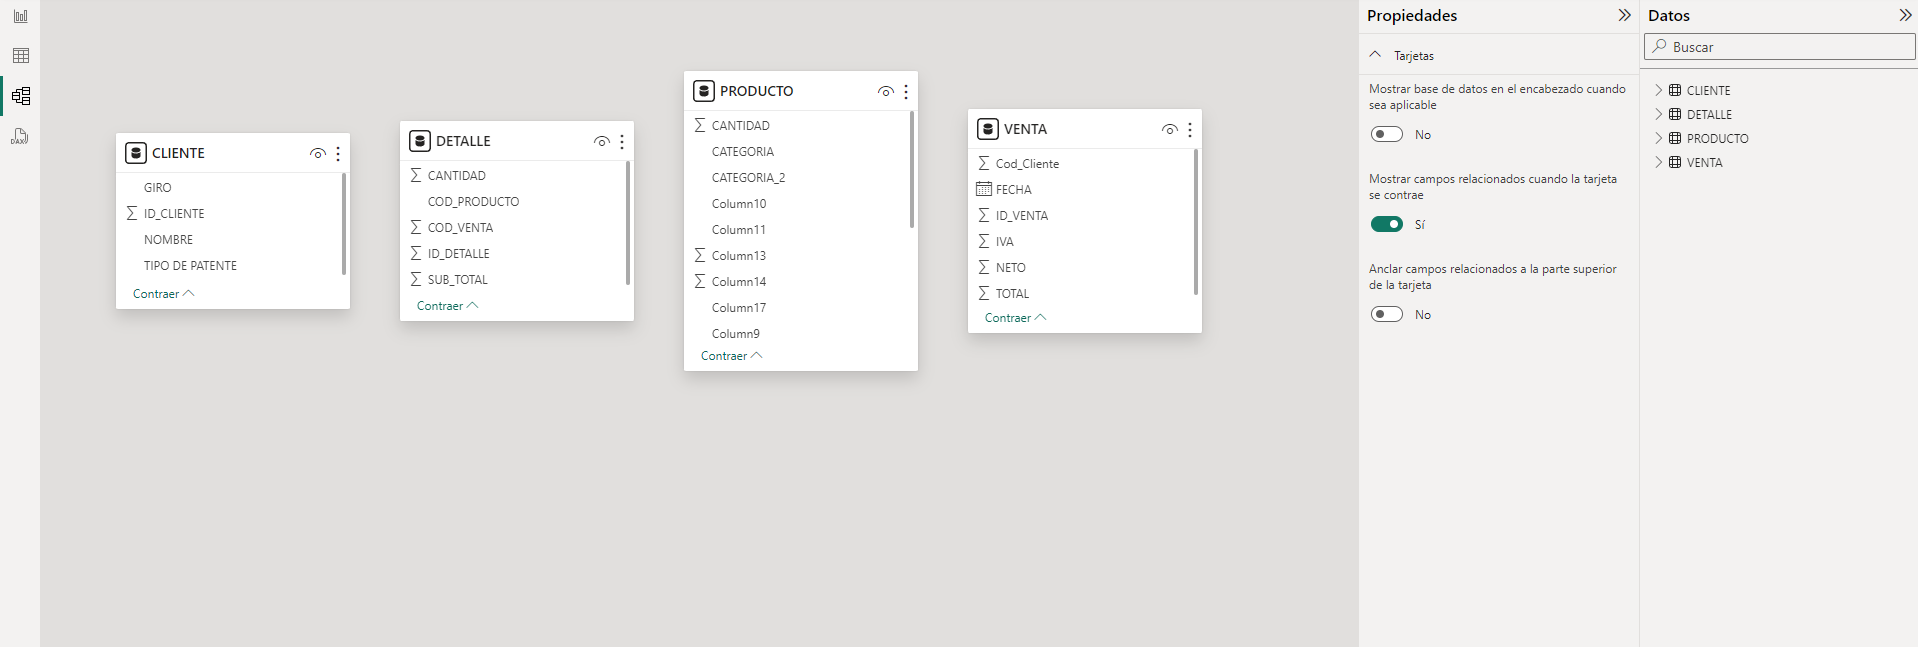 DAX
CLIENTE
GIRO
ID_CLIENTE
NOMBRE
TIPO DE PATENTE
Contraer
DETALLE
CANTIDAD
COD_PRODUCTO
COD_VENTA
ID_DETALLE
SUB_TOTAL
Contraer
PRODUCTO
CANTIDAD
CATEGORIA
CATEGORIA_2
Column10
Column11
Column13
Column14
Column17
Column9
Contraer
VENTA
Cod_Cliente
FECHA
ID_VENTA
IVA
NETO
TOTAL
Contraer
Propiedades
Tarjetas
Mostrar base de datos en el encabezado cuando
sea aplicable
No
Mostrar campos relacionados cuando la tarjeta
se contrae
Sí
Anclar campos relacionados a la parte superior
de la tarjeta
No
Datos
Buscar
CLIENTE
DETALLE
PRODUCTO
VENTA